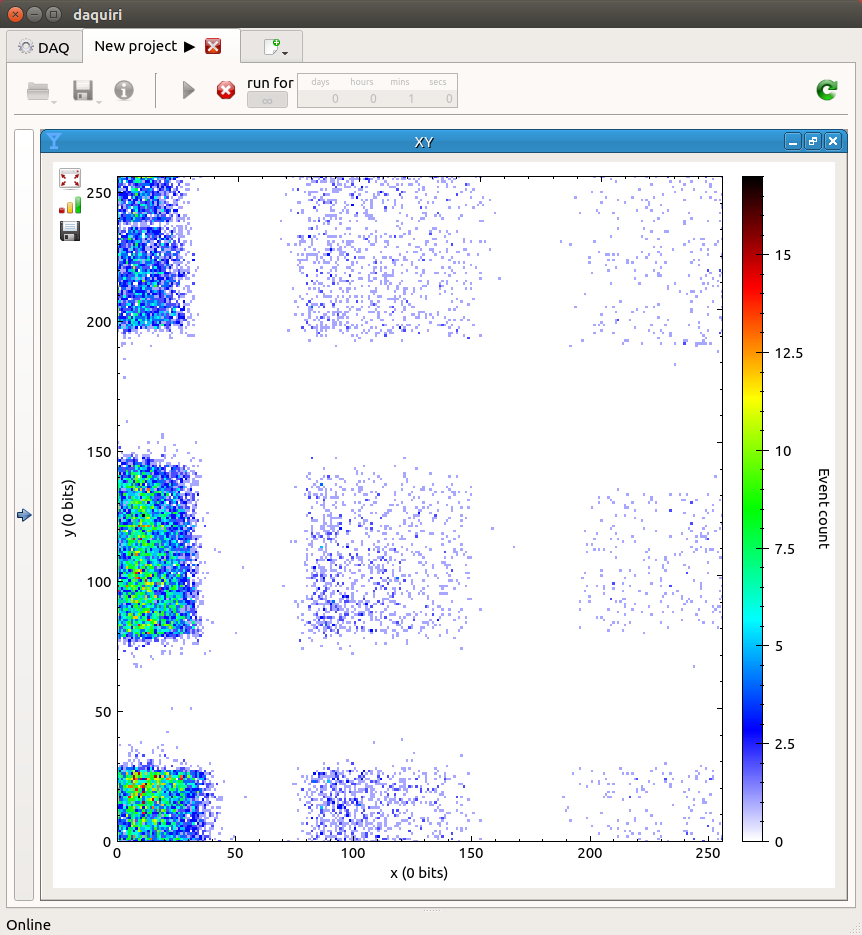 daquiri
DAQ New project
run for days hours mins secs
∞ 0 0 1 0
XY
250
200
150
100
50
0
y (0 bits)
0 50 100 150 200 250
x (0 bits)
15
12.5
10
7.5
5
2.5
0
Event count
Online